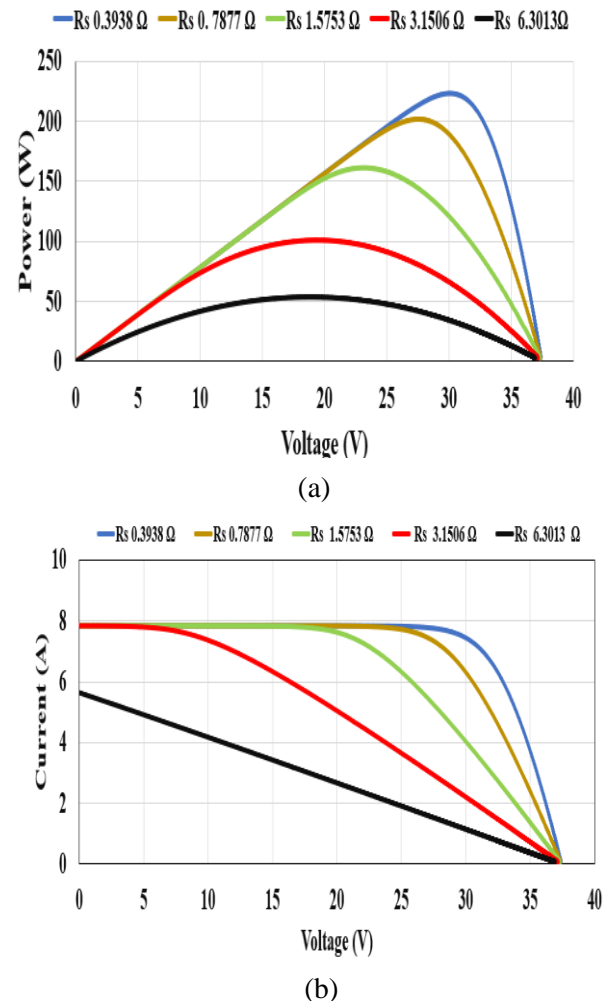 Rs 0.3938 Ω Rs 0. 7877 Ω Rs 1.5753 Ω Rs 3.1506 Ω Rs 6.3013Ω
250
200
150
100
50
0
Power (W)
0 5 10 15 20 25 30 35 40
Voltage (V)
(a)
Rs 0.3938 Ω Rs 0.7877 Ω Rs 1.5753 Ω Rs 3.1506 Ω Rs 6.3013 Ω
10
8
6
4
2
0
Current (A)
0 5 10 15 20 25 30 35 40
Voltage (V)
(b)